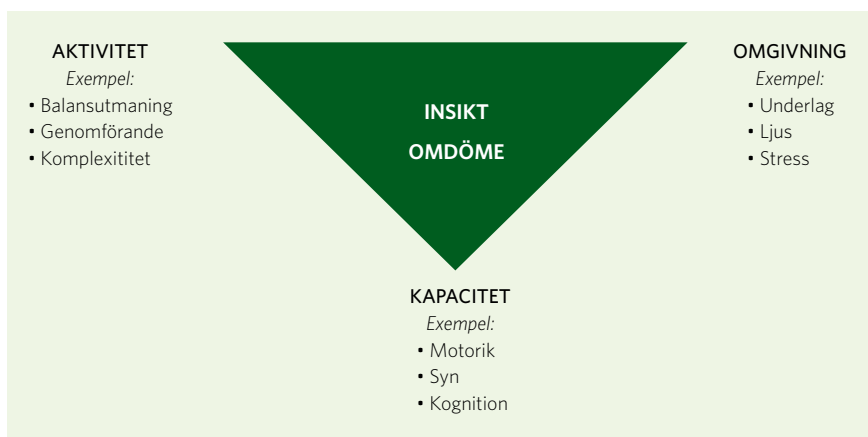 AKTIVITET
Exempel:
• Balansutmaning
• Genomförande
• Komplexititet
INSIKT
OMDÖME
OMGIVNING
Exempel:
• Underlag
• Ljus
• Stress
KAPACITET
Exempel:
• Motorik
• Syn
• Kognition